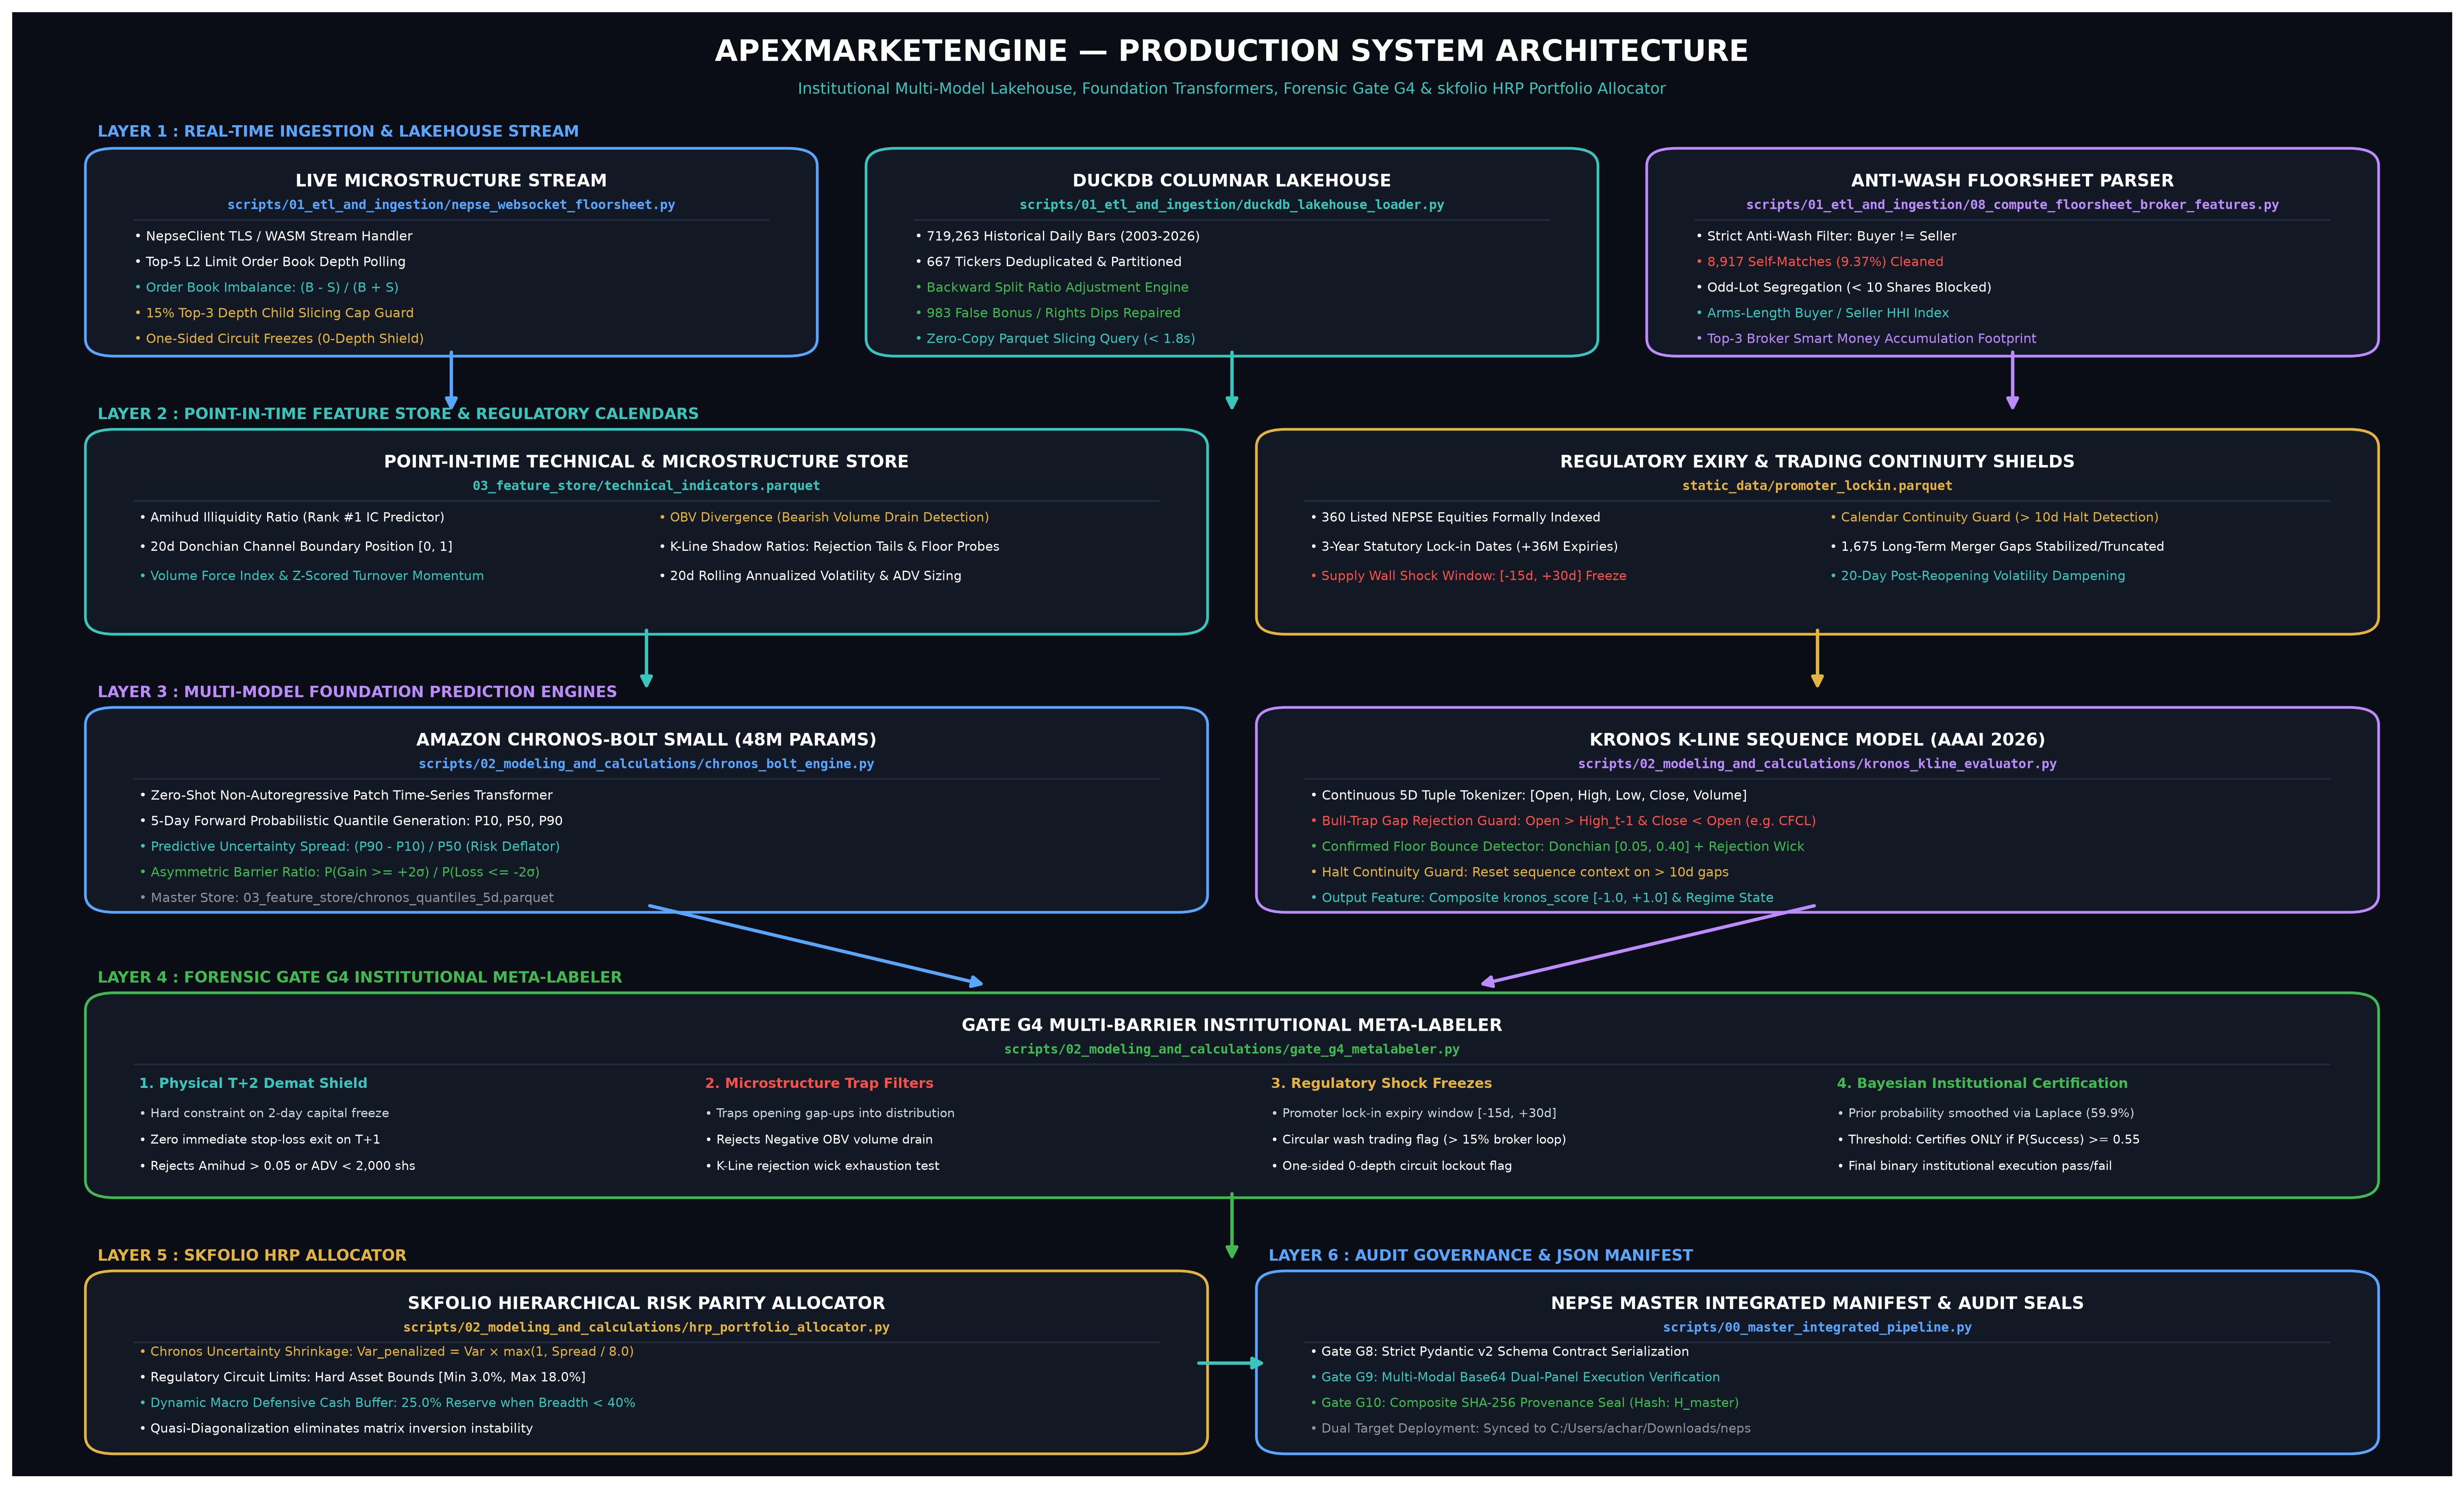 APEXMARKETENGINE — PRODUCTION SYSTEM ARCHITECTURE
Institutional Multi-Model Lakehouse, Foundation Transformers, Forensic Gate G4 & skfolio HRP Portfolio Allocator
LAYER 1 : REAL-TIME INGESTION & LAKEHOUSE STREAM
LIVE MICROSTRUCTURE STREAM
scripts/01_etl_and_ingestion/nepse_websocket_floorsheet.py
• NepseClient TLS / WASM Stream Handler
• Top-5 L2 Limit Order Book Depth Polling
• Order Book Imbalance: (B - S) / (B + S)
• 15% Top-3 Depth Child Slicing Cap Guard
• One-Sided Circuit Freezes (0-Depth Shield)
DUCKDB COLUMNAR LAKEHOUSE
scripts/01_etl_and_ingestion/duckdb_lakehouse_loader.py
• 719,263 Historical Daily Bars (2003-2026)
• 667 Tickers Deduplicated & Partitioned
• Backward Split Ratio Adjustment Engine
• 983 False Bonus / Rights Dips Repaired
• Zero-Copy Parquet Slicing Query (< 1.8s)
ANTI-WASH FLOORSHEET PARSER
scripts/01_etl_and_ingestion/08_compute_floorsheet_broker_features.py
• Strict Anti-Wash Filter: Buyer != Seller
• 8,917 Self-Matches (9.37%) Cleaned
• Odd-Lot Segregation (< 10 Shares Blocked)
• Arms-Length Buyer / Seller HHI Index
• Top-3 Broker Smart Money Accumulation Footprint
LAYER 2 : POINT-IN-TIME FEATURE STORE & REGULATORY CALENDARS
POINT-IN-TIME TECHNICAL & MICROSTRUCTURE STORE
03_feature_store/technical_indicators.parquet
• Amihud Illiquidity Ratio (Rank #1 IC Predictor)
• 20d Donchian Channel Boundary Position [0, 1]
• Volume Force Index & Z-Scored Turnover Momentum
• OBV Divergence (Bearish Volume Drain Detection)
• K-Line Shadow Ratios: Rejection Tails & Floor Probes
• 20d Rolling Annualized Volatility & ADV Sizing
REGULATORY EXIRY & TRADING CONTINUITY SHIELDS
static_data/promoter_lockin.parquet
• 360 Listed NEPSE Equities Formally Indexed
• 3-Year Statutory Lock-in Dates (+36M Expiries)
• Supply Wall Shock Window: [-15d, +30d] Freeze
• Calendar Continuity Guard (> 10d Halt Detection)
• 1,675 Long-Term Merger Gaps Stabilized/Truncated
• 20-Day Post-Reopening Volatility Dampening
LAYER 3 : MULTI-MODEL FOUNDATION PREDICTION ENGINES
AMAZON CHRONOS-BOLT SMALL (48M PARAMS)
scripts/02_modeling_and_calculations/chronos_bolt_engine.py
• Zero-Shot Non-Autoregressive Patch Time-Series Transformer
• 5-Day Forward Probabilistic Quantile Generation: P10, P50, P90
• Predictive Uncertainty Spread: (P90 - P10) / P50 (Risk Deflator)
• Asymmetric Barrier Ratio: P(Gain >= +2σ) / P(Loss <= -2σ)
• Master Store: 03_feature_store/chronos_quantiles_5d.parquet
KRONOS K-LINE SEQUENCE MODEL (AAAI 2026)
scripts/02_modeling_and_calculations/kronos_kline_evaluator.py
• Continuous 5D Tuple Tokenizer: [Open, High, Low, Close, Volume]
• Bull-Trap Gap Rejection Guard: Open > High_t-1 & Close < Open (e.g. CFCL)
• Confirmed Floor Bounce Detector: Donchian [0.05, 0.40] + Rejection Wick
• Halt Continuity Guard: Reset sequence context on > 10d gaps
• Output Feature: Composite kronos_score [-1.0, +1.0] & Regime State
LAYER 4 : FORENSIC GATE G4 INSTITUTIONAL META-LABELER
GATE G4 MULTI-BARRIER INSTITUTIONAL META-LABELER
scripts/02_modeling_and_calculations/gate_g4_metalabeler.py
1. Physical T+2 Demat Shield
• Hard constraint on 2-day capital freeze
• Zero immediate stop-loss exit on T+1
• Rejects Amihud > 0.05 or ADV < 2,000 shs
2. Microstructure Trap Filters
• Traps opening gap-ups into distribution
• Rejects Negative OBV volume drain
• K-Line rejection wick exhaustion test
3. Regulatory Shock Freezes
• Promoter lock-in expiry window [-15d, +30d]
• Circular wash trading flag (> 15% broker loop)
• One-sided 0-depth circuit lockout flag
4. Bayesian Institutional Certification
• Prior probability smoothed via Laplace (59.9%)
• Threshold: Certifies ONLY if P(Success) >= 0.55
• Final binary institutional execution pass/fail
LAYER 5 : SKFOLIO HRP ALLOCATOR
SKFOLIO HIERARCHICAL RISK PARITY ALLOCATOR
scripts/02_modeling_and_calculations/hrp_portfolio_allocator.py
• Chronos Uncertainty Shrinkage: Var_penalized = Var × max(1, Spread / 8.0)
• Regulatory Circuit Limits: Hard Asset Bounds [Min 3.0%, Max 18.0%]
• Dynamic Macro Defensive Cash Buffer: 25.0% Reserve when Breadth < 40%
• Quasi-Diagonalization eliminates matrix inversion instability
LAYER 6 : AUDIT GOVERNANCE & JSON MANIFEST
NEPSE MASTER INTEGRATED MANIFEST & AUDIT SEALS
scripts/00_master_integrated_pipeline.py
• Gate G8: Strict Pydantic v2 Schema Contract Serialization
• Gate G9: Multi-Modal Base64 Dual-Panel Execution Verification
• Gate G10: Composite SHA-256 Provenance Seal (Hash: H_master)
• Dual Target Deployment: Synced to C:/Users/achar/Downloads/neps